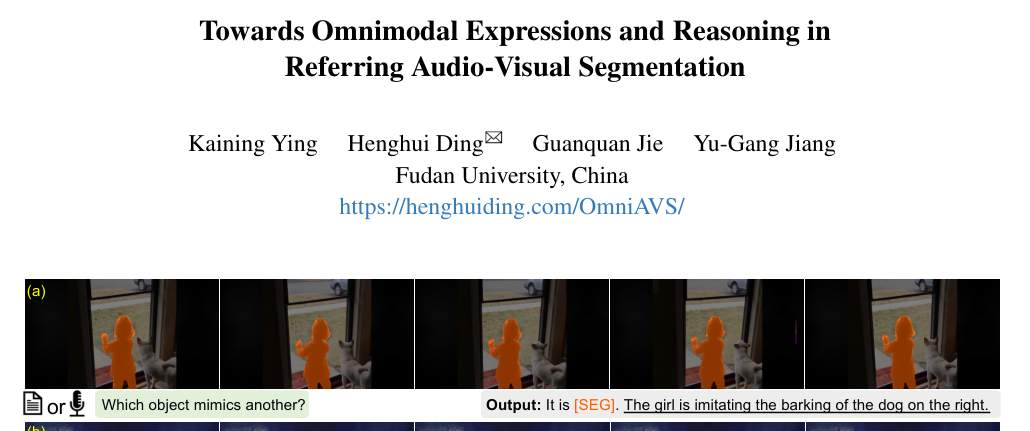 Towards Omnimodal Expressions and Reasoning in
Referring Audio-Visual Segmentation
Kaining Ying Henghui Ding Guanquan Jie Yu-Gang Jiang
Fudan University, China
https://henghuiding.com/OmniAVS/
(a)
or Which object mimics another? Output: It is [SEG]. The girl is imitating the barking of the dog on the right.